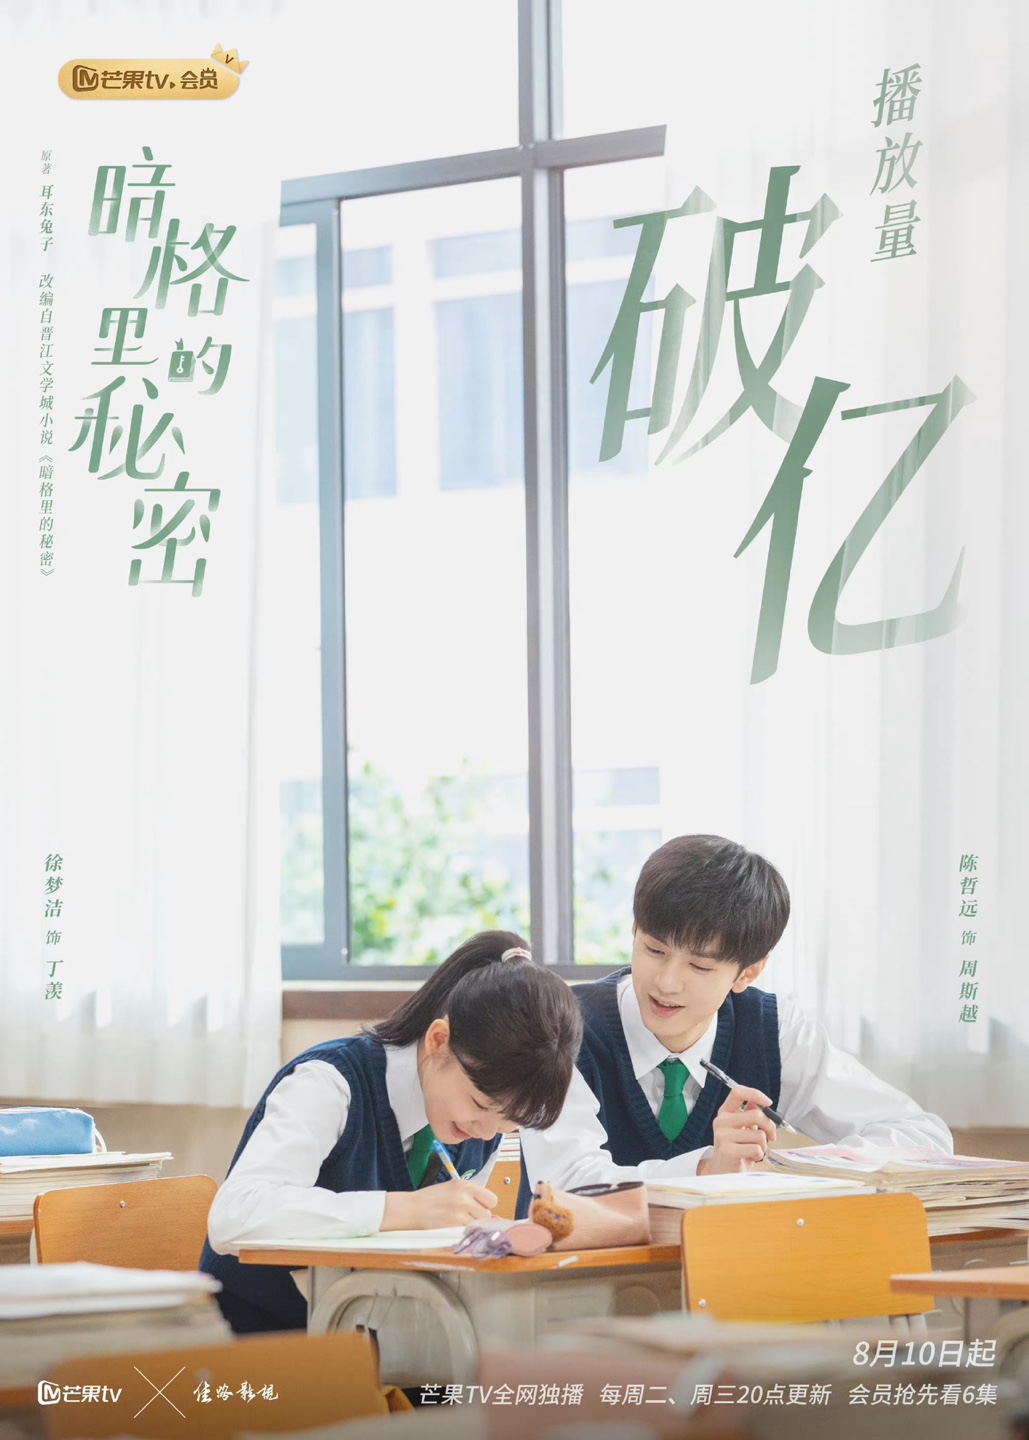 芒果tv 会员
暗格里的秘密
原著 耳东兔子 改编自晋江文学城小说《暗格里的秘密》
播放量
破亿
徐梦洁 饰 丁羡
陈哲远 饰 周斯越
8月10日起
芒果TV全网独播 每周二、周三20点更新 会员抢先看6集
芒果tv
佳路影视